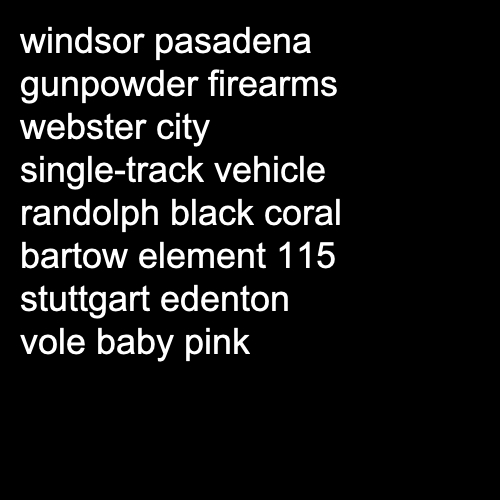 windsor pasadena
gunpowder firearms
webster city
single-track vehicle
randolph black coral
bartow element 115
stuttgart edenton
vole baby pink